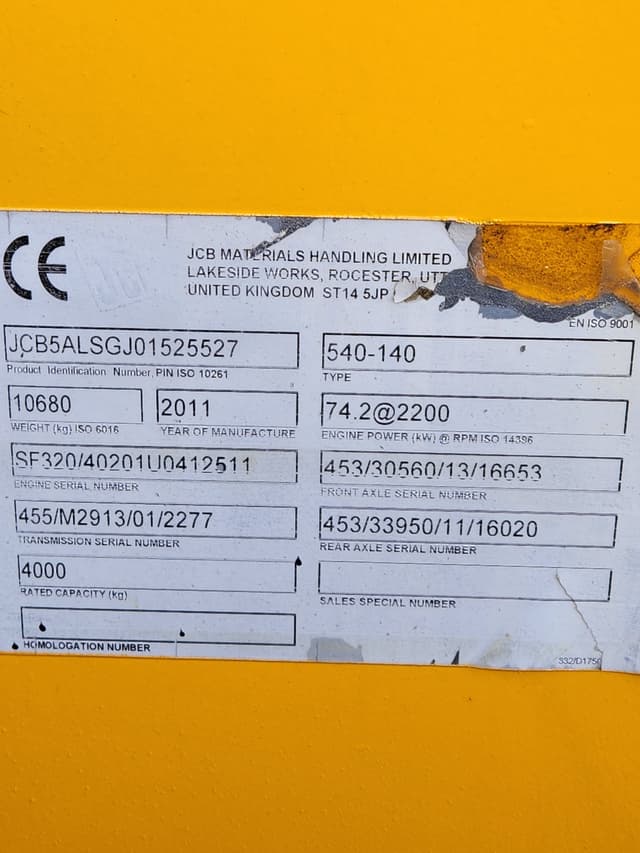 CE
JCB MATERIALS HANDLING LIMITED
LAKESIDE WORKS, ROCESTER, UTT
UNITED KINGDOM ST14 5JP
EN ISO 9001
JCB5ALSGJ01525527
Product Identification Number, PIN ISO 10261
540-140
TYPE
10680
WEIGHT (kg) ISO 6016
2011
YEAR OF MANUFACTURE
74.2@2200
ENGINE POWER (kW) @ RPM ISO 14396
SF320/40201U0412511
ENGINE SERIAL NUMBER
453/30560/13/16653
FRONT AXLE SERIAL NUMBER
455/M2913/01/2277
TRANSMISSION SERIAL NUMBER
453/33950/11/16020
REAR AXLE SERIAL NUMBER
4000
RATED CAPACITY (kg)
SALES SPECIAL NUMBER
HOMOLOGATION NUMBER
332/D1750